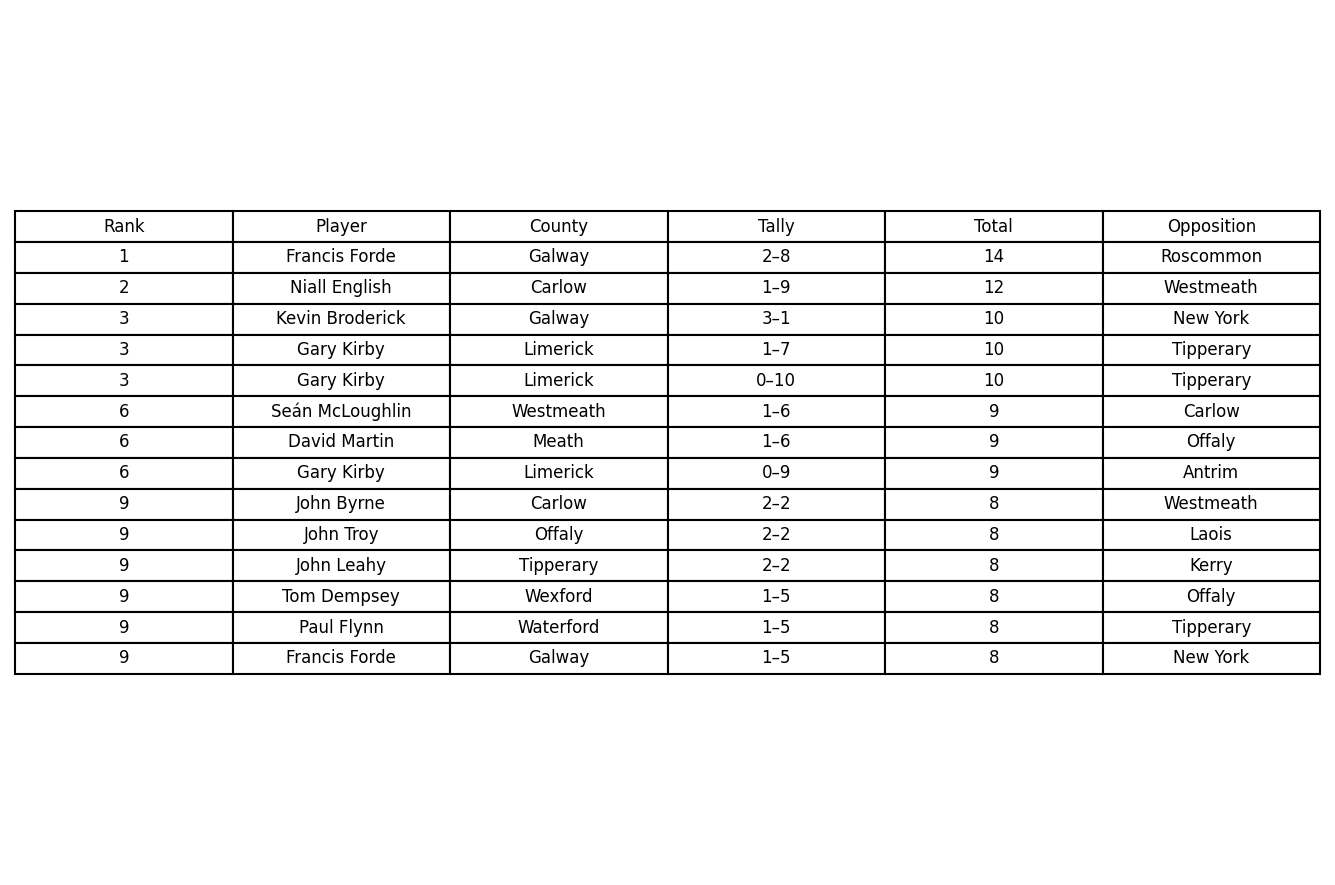 Rank Player County Tally Total Opposition
1 Francis Forde Galway 2–8 14 Roscommon
2 Niall English Carlow 1–9 12 Westmeath
3 Kevin Broderick Galway 3–1 10 New York
3 Gary Kirby Limerick 1–7 10 Tipperary
3 Gary Kirby Limerick 0–10 10 Tipperary
6 Seán McLoughlin Westmeath 1–6 9 Carlow
6 David Martin Meath 1–6 9 Offaly
6 Gary Kirby Limerick 0–9 9 Antrim
9 John Byrne Carlow 2–2 8 Westmeath
9 John Troy Offaly 2–2 8 Laois
9 John Leahy Tipperary 2–2 8 Kerry
9 Tom Dempsey Wexford 1–5 8 Offaly
9 Paul Flynn Waterford 1–5 8 Tipperary
9 Francis Forde Galway 1–5 8 New York